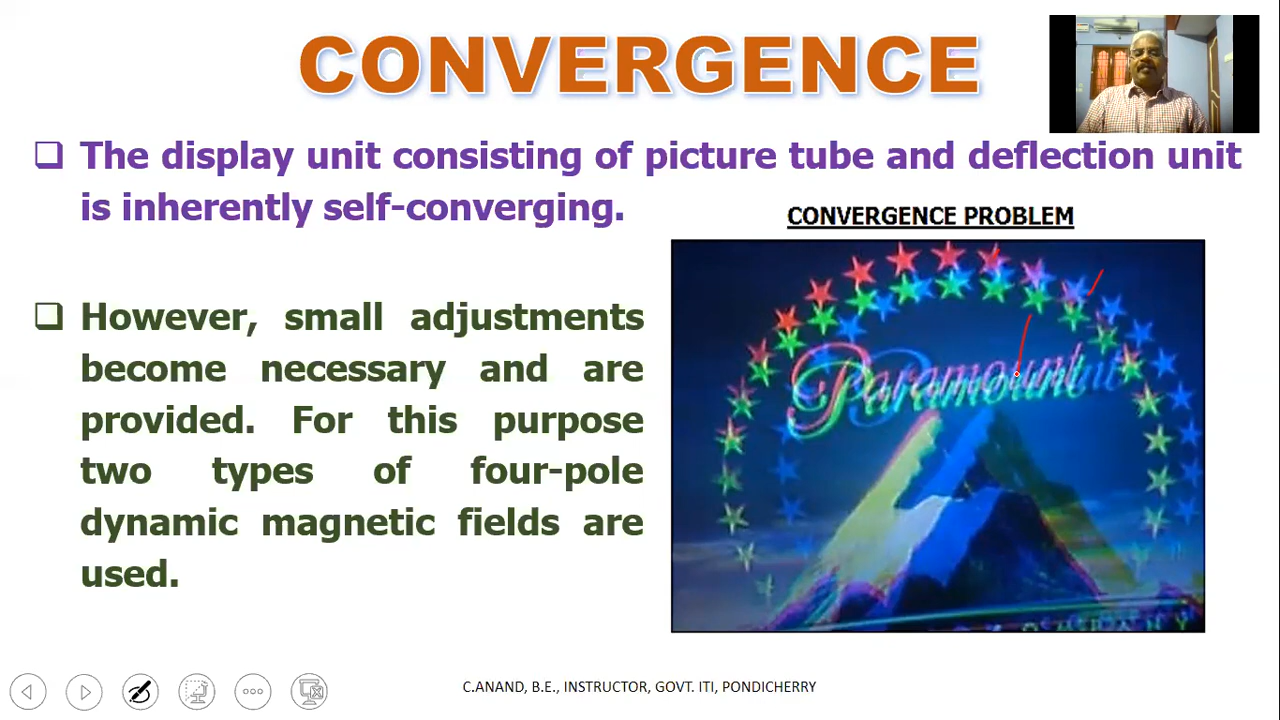 CONVERGENCE
The display unit consisting of picture tube and deflection unit
is inherently self-converging.
CONVERGENCE PROBLEM
However, small adjustments
become necessary and are
provided. For this purpose
two types of four-pole
dynamic magnetic fields are
used.
Paramount
C.ANAND, B.E., INSTRUCTOR, GOVT. ITI, PONDICHERRY